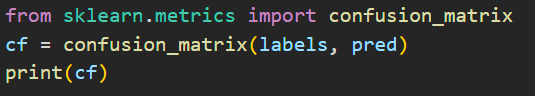 from sklearn.metrics import confusion_matrix
cf = confusion_matrix(labels, pred)
print(cf)